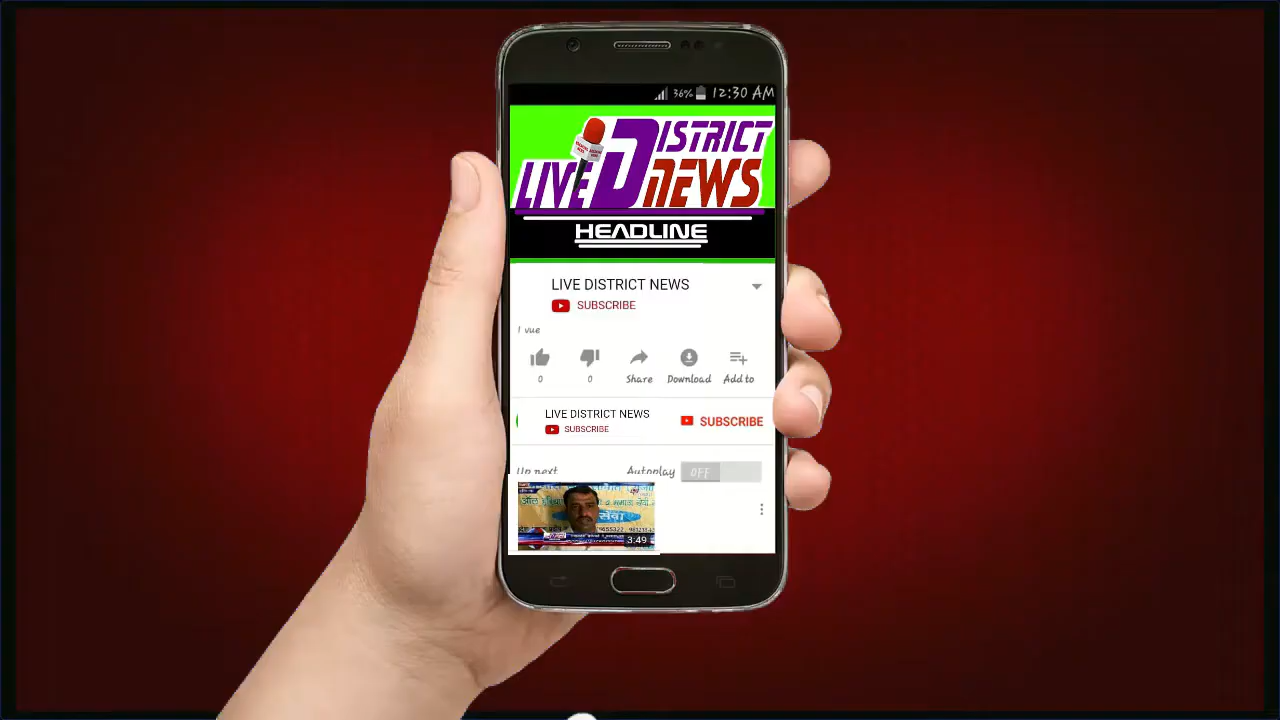 36% 12:30 AM
LIVE DISTRICT NEWS
HEADLINE
LIVE DISTRICT NEWS
SUBSCRIBE
1 vue
0 0 Share Download Add to
LIVE DISTRICT NEWS
SUBSCRIBE
SUBSCRIBE
Up next Autoplay OFF
सेवा
3:49